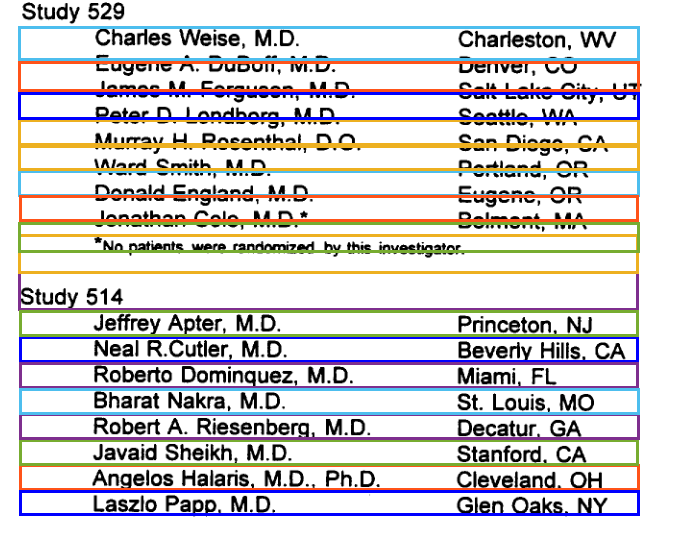 Study 529
Charles Weise, M.D. Charleston, WV
Eugene A. DuBoff, M.D. Denver, CO
James M. Ferguson, M.D. Salt Lake City, UT
Peter D. Londborg, M.D. Seattle, WA
Murray H. Rosenthal, D.O. San Diego, CA
Ward Smith, M.D. Portland, OR
Donald England, M.D. Eugene, OR
Jonathan Cole, M.D.* Belmont, MA
*No patients were randomized by this investigator.
Study 514
Jeffrey Apter, M.D. Princeton, NJ
Neal R.Cutler, M.D. Beverly Hills, CA
Roberto Dominquez, M.D. Miami, FL
Bharat Nakra, M.D. St. Louis, MO
Robert A. Riesenberg, M.D. Decatur, GA
Javaid Sheikh, M.D. Stanford, CA
Angelos Halaris, M.D., Ph.D. Cleveland, OH
Laszlo Papp, M.D. Glen Oaks, NY